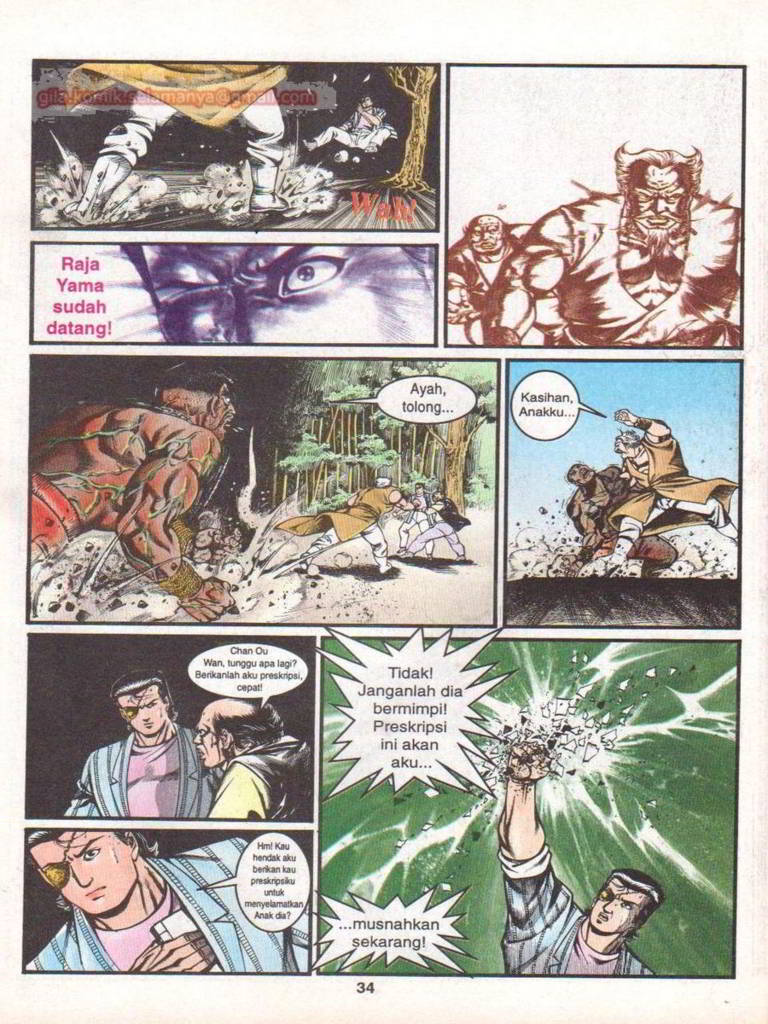 gila.komik.selamanya@gmail.com
Wah!
Raja
Yama
sudah
datang!
Ayah,
tolong...
Kasihan,
Anakku...
Chan Ou
Wan, tunggu apa lagi?
Berikanlah aku preskripsi,
cepat!
Hm! Kau
hendak aku
berikan kau
preskripsiku
untuk
menyelamatkan
Anak dia?
Tidak!
Janganlah dia
bermimpi!
Preskripsi
ini akan
aku...
...musnahkan
sekarang!
34